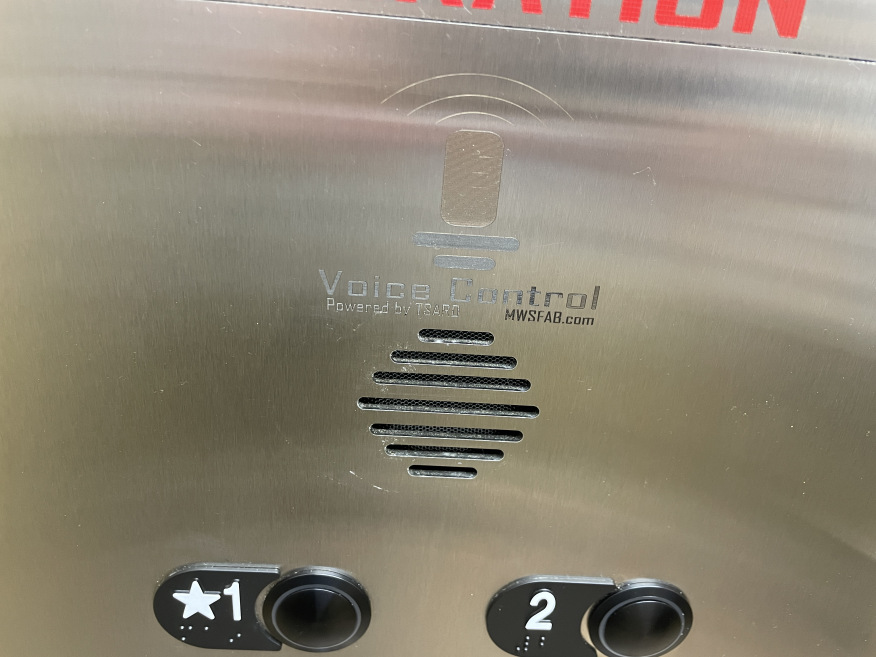 Voice Control
Powered by TSARO MWSFAB.com
★1
2